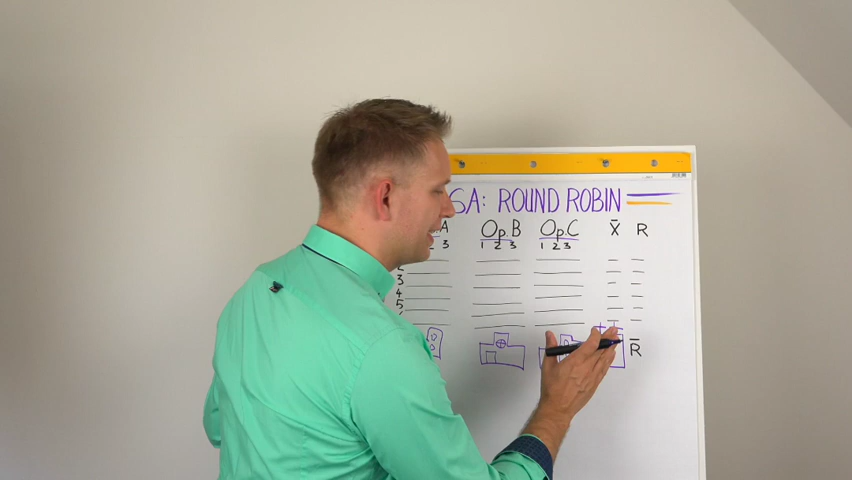 SA: ROUND ROBIN
.A Op.B Op.C X̄ R
3 1 2 3 1 2 3
3
4
5
R̄